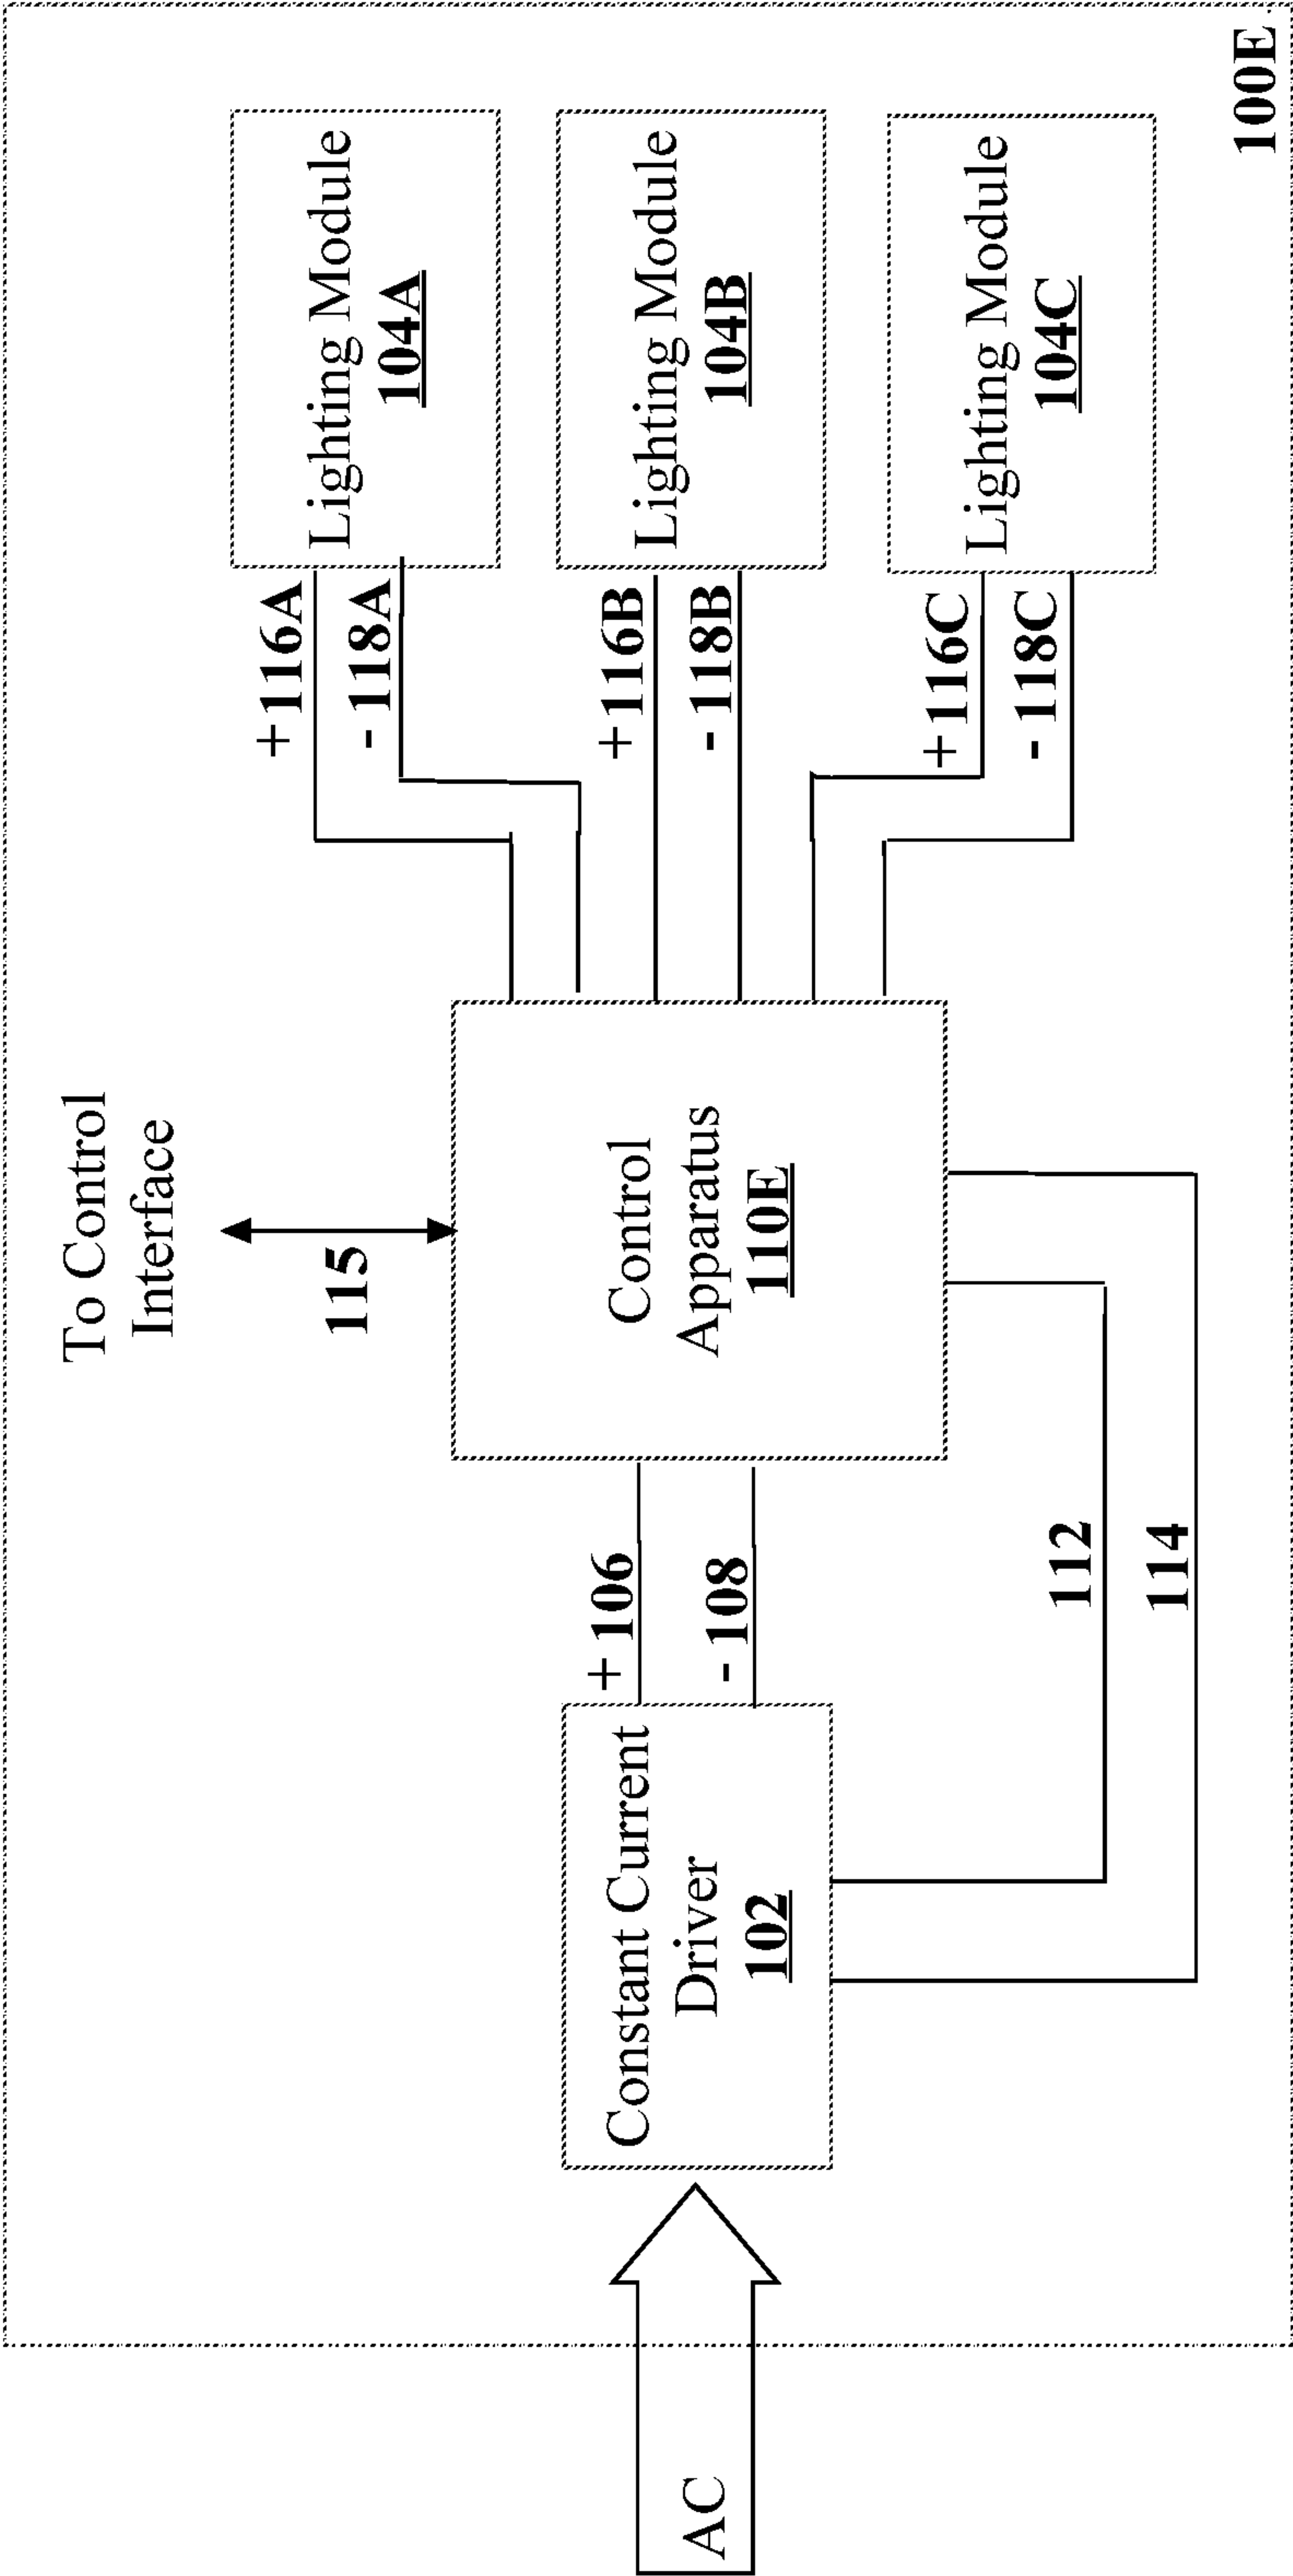 To Control
Interface
115
AC
Constant Current
Driver
102
+ 106
- 108
112
114
Control
Apparatus
110E
+116A
- 118A
+116B
- 118B
+116C
- 118C
Lighting Module
104A
Lighting Module
104B
Lighting Module
104C
100E